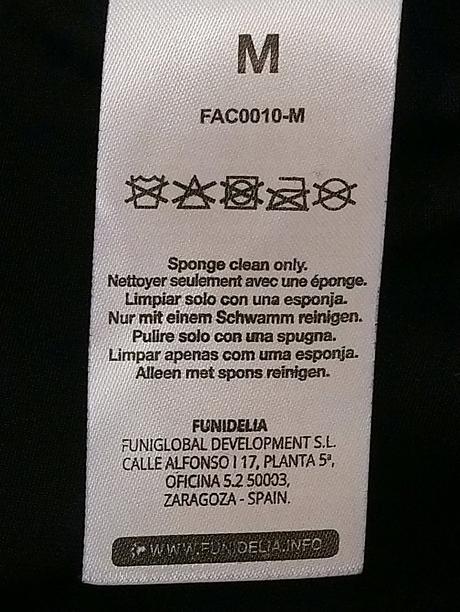 M
FAC0010-M
Sponge clean only.
Nettoyer seulement avec une éponge.
Limpiar solo con una esponja.
Nur mit einem Schwamm reinigen.
Pulire solo con una spugna.
Limpar apenas com uma esponja.
Alleen met spons reinigen.
FUNIDELIA
FUNIGLOBAL DEVELOPMENT S.L.
CALLE ALFONSO I 17, PLANTA 5ª,
OFICINA 5.2 50003,
ZARAGOZA - SPAIN.
WWW.FUNIDELIA.INFO